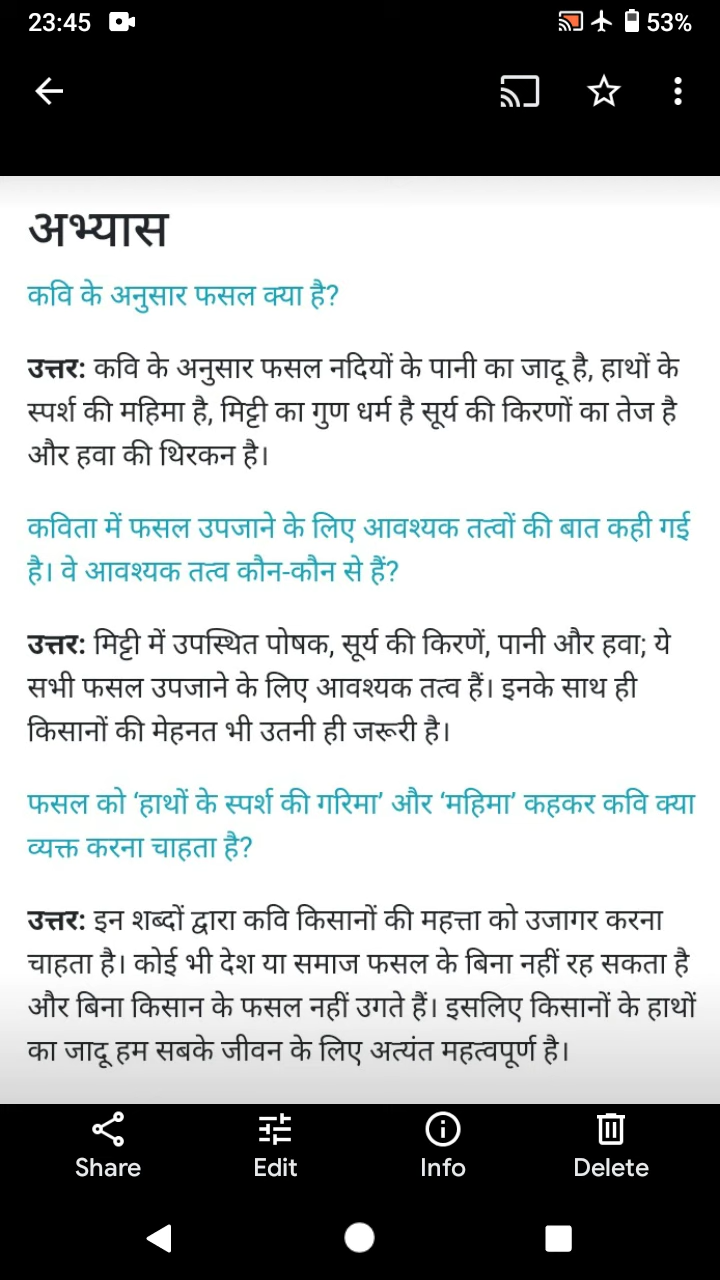 23:45
53%
अभ्यास
कवि के अनुसार फसल क्या है?
उत्तर: कवि के अनुसार फसल नदियों के पानी का जादू है, हाथों के
स्पर्श की महिमा है, मिट्टी का गुण धर्म है सूर्य की किरणों का तेज है
और हवा की थिरकन है।
कविता में फसल उपजाने के लिए आवश्यक तत्वों की बात कही गई
है। वे आवश्यक तत्व कौन-कौन से हैं?
उत्तर: मिट्टी में उपस्थित पोषक, सूर्य की किरणें, पानी और हवा; ये
सभी फसल उपजाने के लिए आवश्यक तत्व हैं। इनके साथ ही
किसानों की मेहनत भी उतनी ही जरूरी है।
फसल को ‘हाथों के स्पर्श की गरिमा’ और ‘महिमा’ कहकर कवि क्या
व्यक्त करना चाहता है?
उत्तर: इन शब्दों द्वारा कवि किसानों की महत्ता को उजागर करना
चाहता है। कोई भी देश या समाज फसल के बिना नहीं रह सकता है
और बिना किसान के फसल नहीं उगते हैं। इसलिए किसानों के हाथों
का जादू हम सबके जीवन के लिए अत्यंत महत्वपूर्ण है।
Share Edit Info Delete